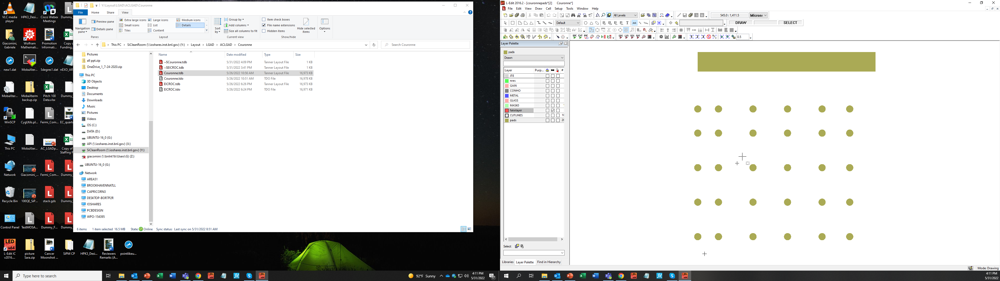 VLC media player
HPK3_Desi...
Cisco Webex Meetings
Dummy_
Giacomini, Gabriele
Wolfram Mathemati...
Promotion Informati...
Copy o
Funding_
new1.dat
MobaXter...
5degres1.dat
nEXO_AR
MobaXter...
MobaXterm backup.zip
Pitch 100 Data.xlsx
Dummy_
WinSCP
CygUtils.pl...
Fermi_Com...
EC_quart
This PC
MobaXter...
AC_LGADp...
Copy of Staffing P
Network
Giacomini_...
Fermi_Com...
Dumm
Recycle Bin
100QE_SiP...
stack.gds
Dummy_
Control Panel
TestMOSA...
Dummy_F...
Dummy_
L-Edit IC v2016....
picture Sara.zip
Cancer Moonshot ...
SiPM CP
HPK3_Desi...
Reviewers Remarks (A...
pointlikeu...
Y:\Layout\LGAD\ACLGAD\Couronne
File Home Share View
Navigation pane
Preview pane
Details pane
Panes
Extra large icons Large icons Medium icons
Small icons List Details
Tiles Content
Layout
Sort by
Group by
Add columns
Size all columns to fit
Current view
Item check boxes
File name extensions
Hidden items
Hide selected items
Show/hide
Options
This PC › SiCleanRoom (\\ioshares.inst.bnl.gov) (Y:) › Layout › LGAD › ACLGAD › Couronne
Search Couronne
Pictures
all ppt.zip
OneDrive_1_7-24-2020.zip
This PC
3D Objects
Desktop
Documents
Downloads
Music
Pictures
Videos
OS (C:)
DATA (D:)
UBUNTU-16_0 (G:)
API (\\ioshares.inst.bnl.gov) (X:)
SiCleanRoom (\\ioshares.inst.bnl.gov) (Y:)
giacomini (\\bnlnt1b\Users\G) (Z:)
UBUNTU-16_0 (G:)
Network
AREA51
BROOKHAVENNATLL
CAPRICORN3
DESKTOP-BOR7P2R
IOSHARES
PCBDESIGN
WPO-154395
Name Date modified Type Size
~$Couronne.tdb 5/31/2022 4:09 PM Tanner Layout File 1 KB
~$EICROC.tdb 5/31/2022 3:41 PM Tanner Layout File 1 KB
Couronne.tdb 5/26/2022 10:56 AM Tanner Layout File 16,973 KB
Couronne.tdo 5/26/2022 10:51 AM TDO File 16,978 KB
EICROC.tdb 5/26/2022 6:26 PM Tanner Layout File 16,973 KB
EICROC.tdo 5/26/2022 6:24 PM TDO File 16,971 KB
6 items 1 item selected 16.5 MB State: Online Sync status: Last sync on 5/31/2022 8:51 AM
Type here to search
92°F Sunny
4:11 PM
5/31/2022
17
L-Edit 2016.2 - [couronnepads*[2] Couronne*]
File Edit View Draw Cell Setup Tools Window Help
All Levels
545.0 : 1,411.5
Microns
Default
DRAW
SELECT
DRC EXT ERC
DRC LVS PEX RVE
0.5
Layer Palette
pads
Drawn
Layer Purp... #
JTE
nres
GAIN
CONHO
METAL
GLASS
MASK0
fakelayer
CUTLINES 10
pads 20
Select:
Libraries Layer Palette Find in Hierarchy
Mode: Drawing
4:11 PM
5/31/2022